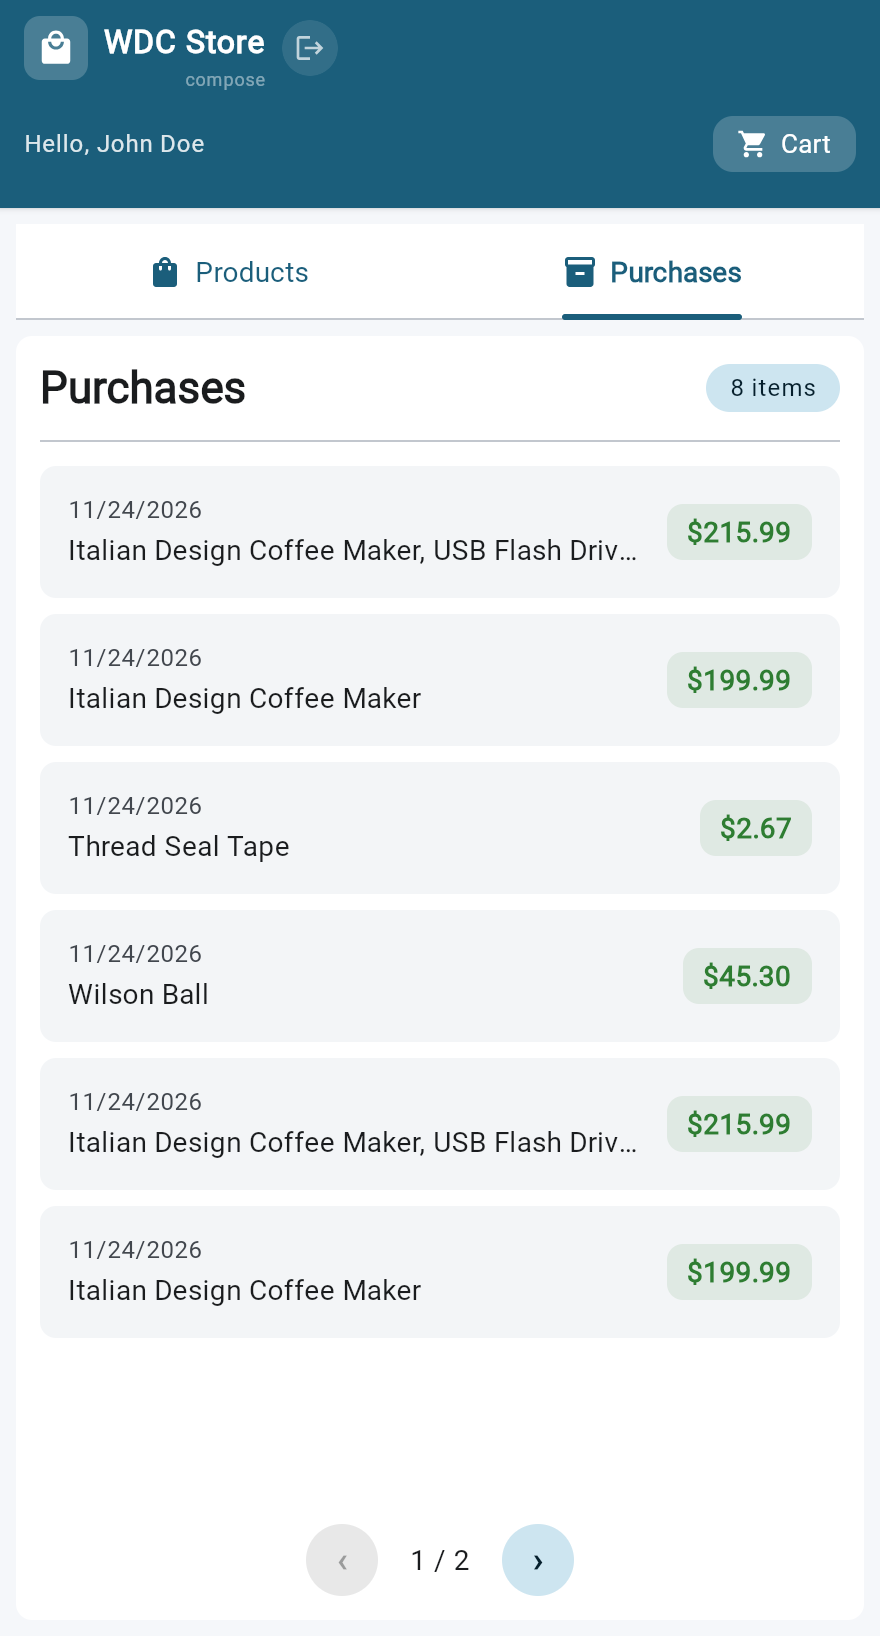 WDC Store
compose
Hello, John Doe
Cart
Products
Purchases
Purchases
8 items
11/24/2026
Italian Design Coffee Maker, USB Flash Driv...
$215.99
11/24/2026
Italian Design Coffee Maker
$199.99
11/24/2026
Thread Seal Tape
$2.67
11/24/2026
Wilson Ball
$45.30
11/24/2026
Italian Design Coffee Maker, USB Flash Driv...
$215.99
11/24/2026
Italian Design Coffee Maker
$199.99
‹ 1 / 2 ›